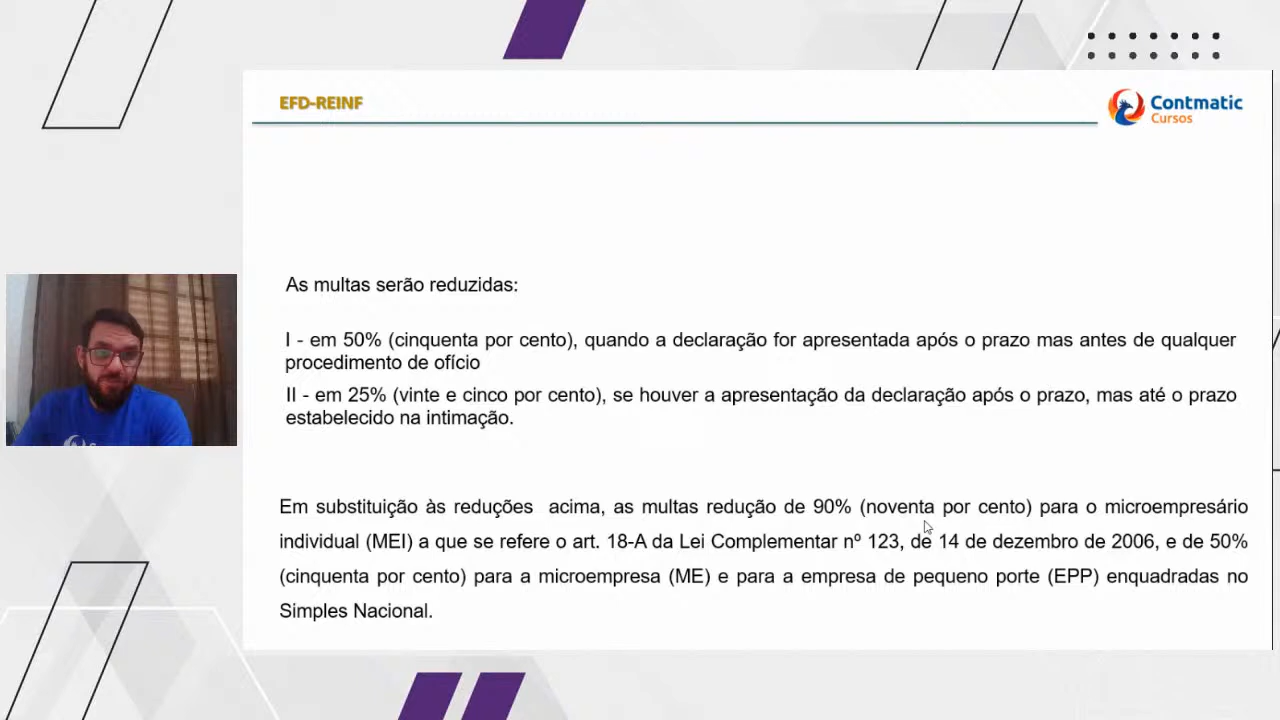 EFD-REINF
Contmatic
Cursos
As multas serão reduzidas:
I - em 50% (cinquenta por cento), quando a declaração for apresentada após o prazo mas antes de qualquer
procedimento de ofício
II - em 25% (vinte e cinco por cento), se houver a apresentação da declaração após o prazo, mas até o prazo
estabelecido na intimação.
Em substituição às reduções acima, as multas redução de 90% (noventa por cento) para o microempresário
individual (MEI) a que se refere o art. 18-A da Lei Complementar nº 123, de 14 de dezembro de 2006, e de 50%
(cinquenta por cento) para a microempresa (ME) e para a empresa de pequeno porte (EPP) enquadradas no
Simples Nacional.